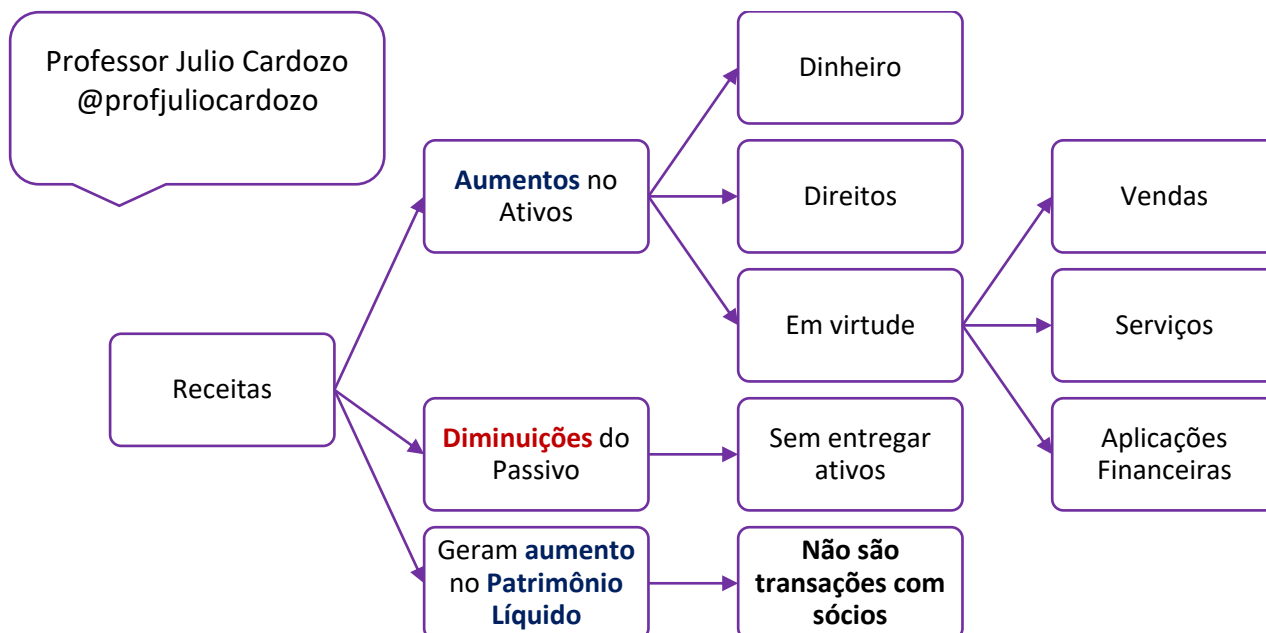 Professor Julio Cardozo
@profjuliocardozo
Dinheiro
Aumentos no
Ativos
Direitos
Vendas
Em virtude
Serviços
Receitas
Diminuições do
Passivo
Sem entregar
ativos
Aplicações
Financeiras
Geram aumento
no Patrimônio
Líquido
Não são
transações com
sócios